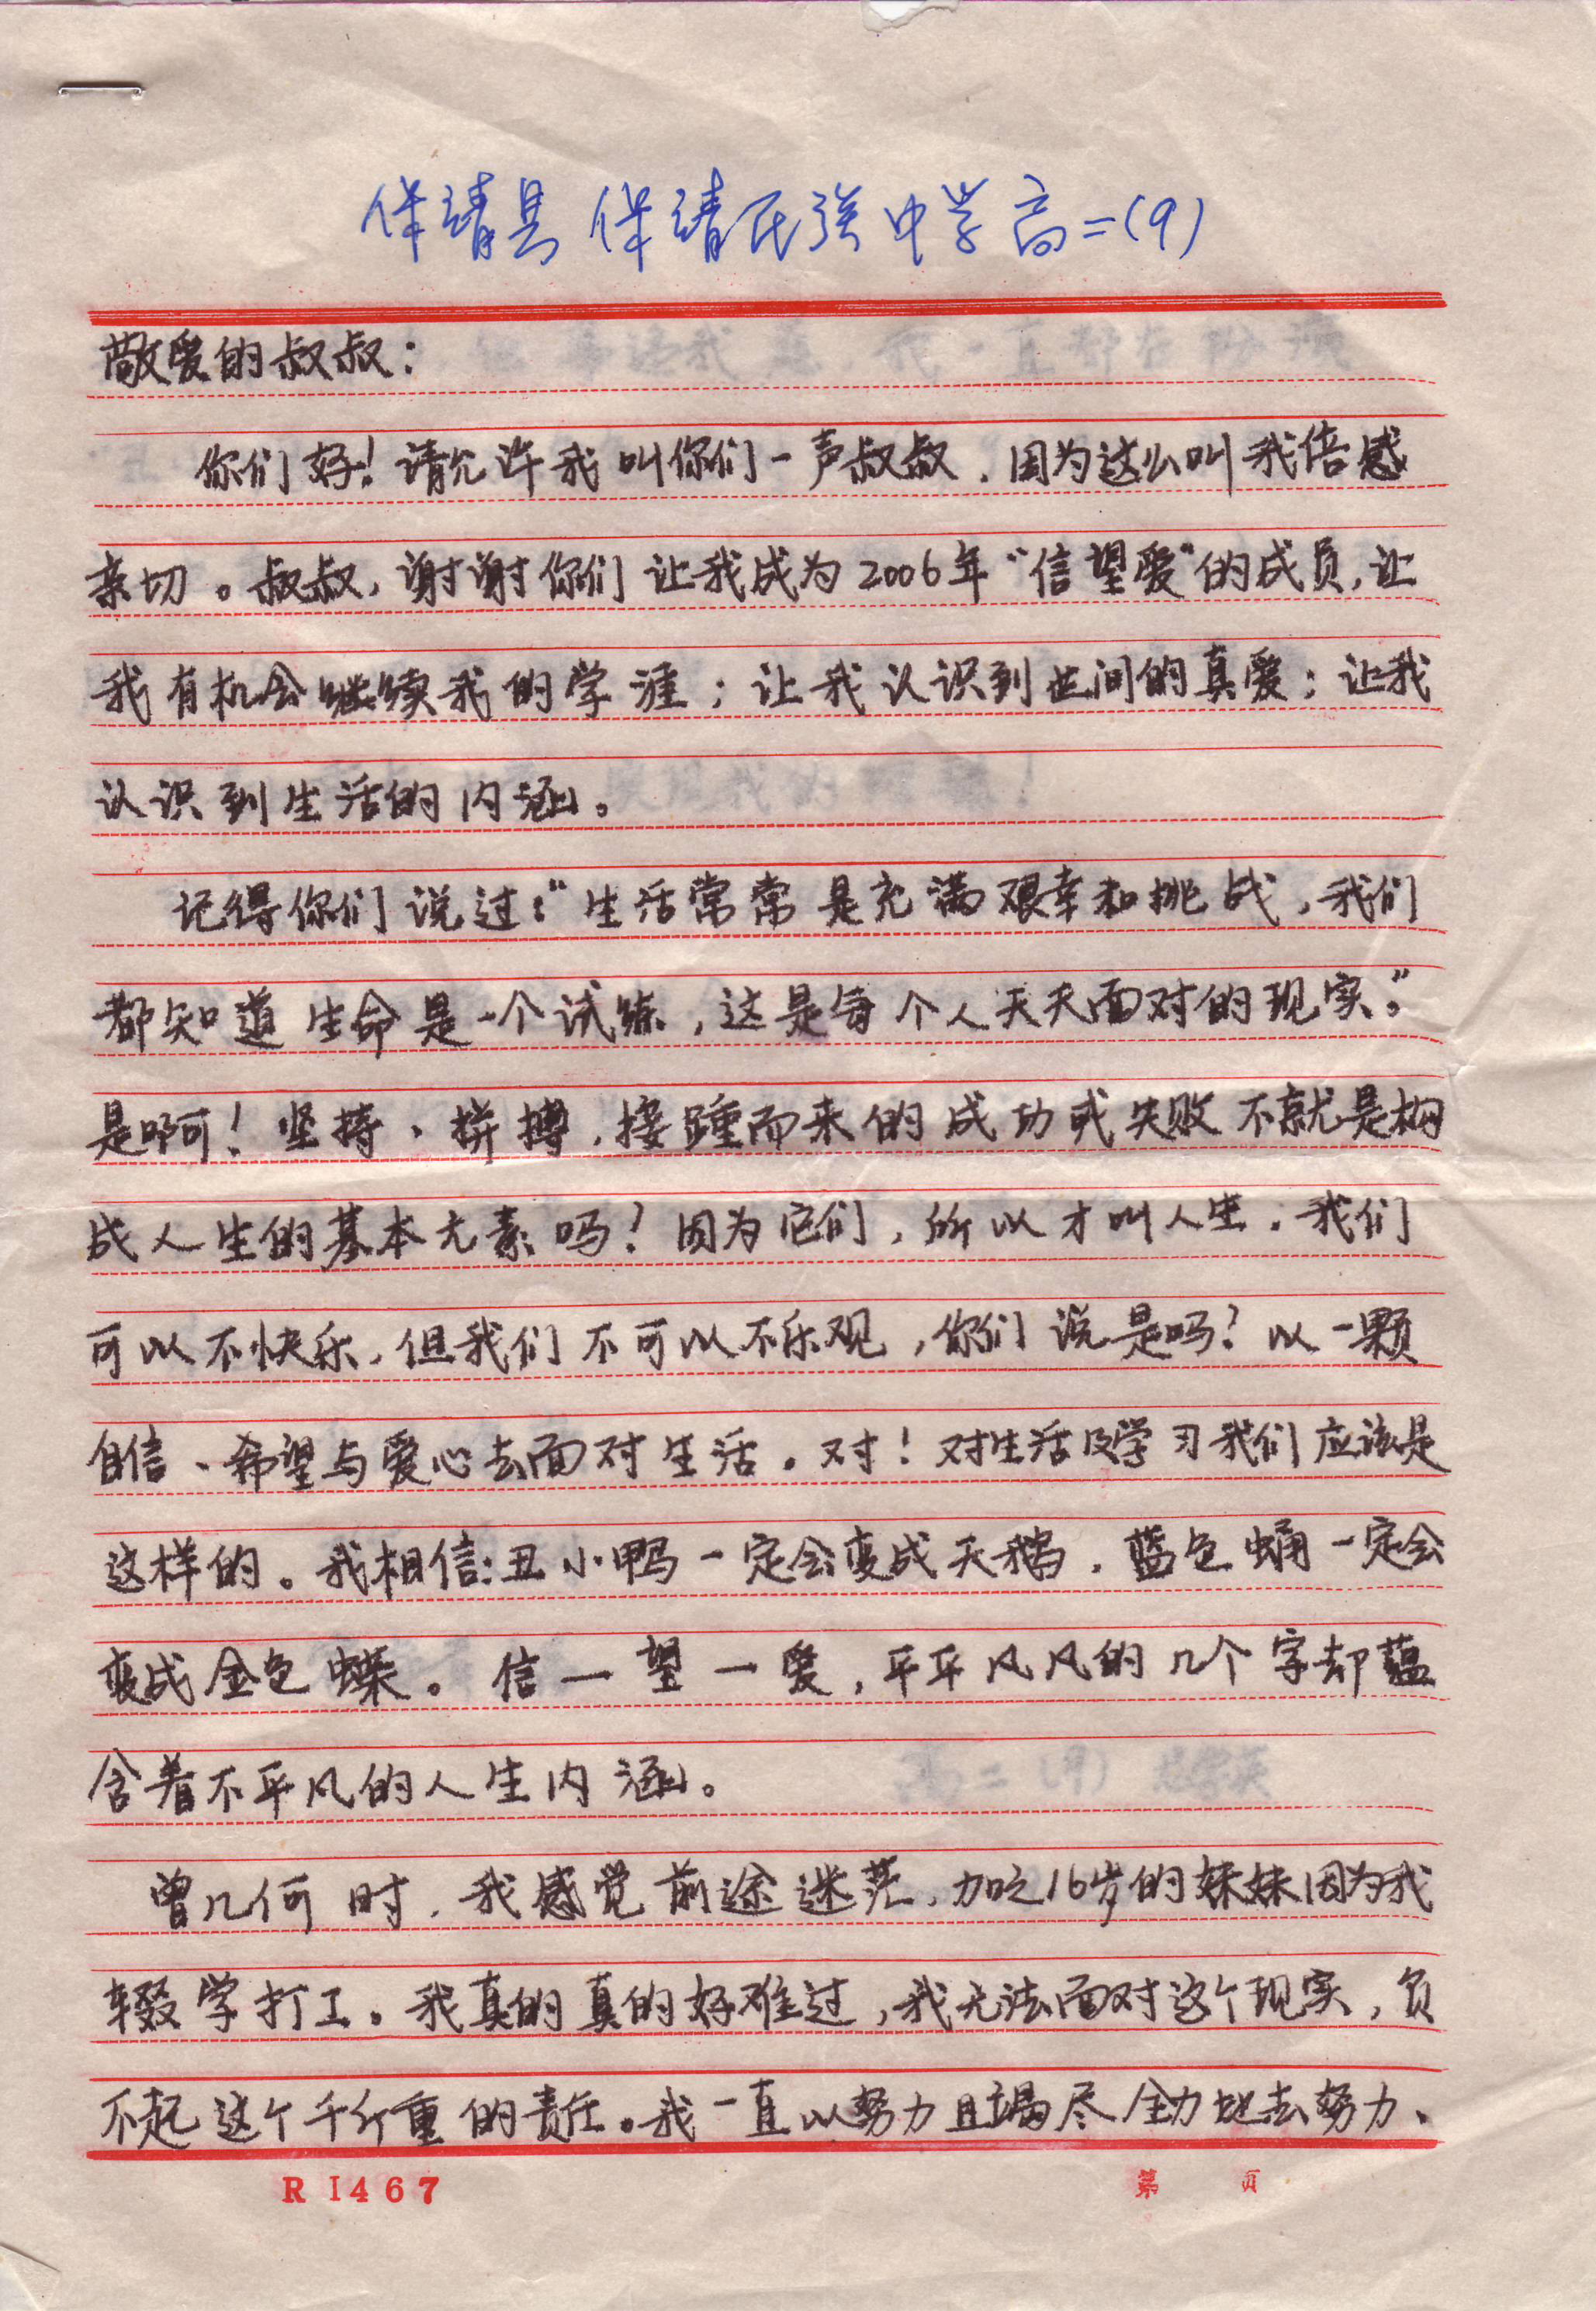 保靖县 保靖民族中学高二(9)
敬爱的叔叔:
你们好!请允许我叫你们一声叔叔,因为这么叫我倍感
亲切。叔叔,谢谢你们让我成为2006年“信望爱”的成员,让
我有机会继续我的学涯;让我认识到世间的真爱;让我
认识到生活的内涵。
记得你们说过:“生活常常是充满艰辛和挑战,我们
都知道生命是一个试练,这是每个人天天面对的现实。”
是啊!坚持、拼搏,接踵而来的成功或失败不就是构
成人生的基本元素吗!因为它们,所以才叫人生。我们
可以不快乐,但我们不可以不乐观,你们说是吗?以一颗
自信、希望与爱心去面对生活。对!对生活及学习我们应该是
这样的。我相信:丑小鸭一定会变成天鹅,蓝色蛹一定会
变成金色蝶。信一望一爱,平平凡凡的几个字却蕴
含着不平凡的人生内涵。
曾几何时,我感觉前途迷茫,加之16岁的妹妹因为我
辍学打工。我真的真的好难过,我无法面对这个现实,负
不起这个千斤重的责任。我一直以努力且竭尽全力地去努力、
R I467
第 页